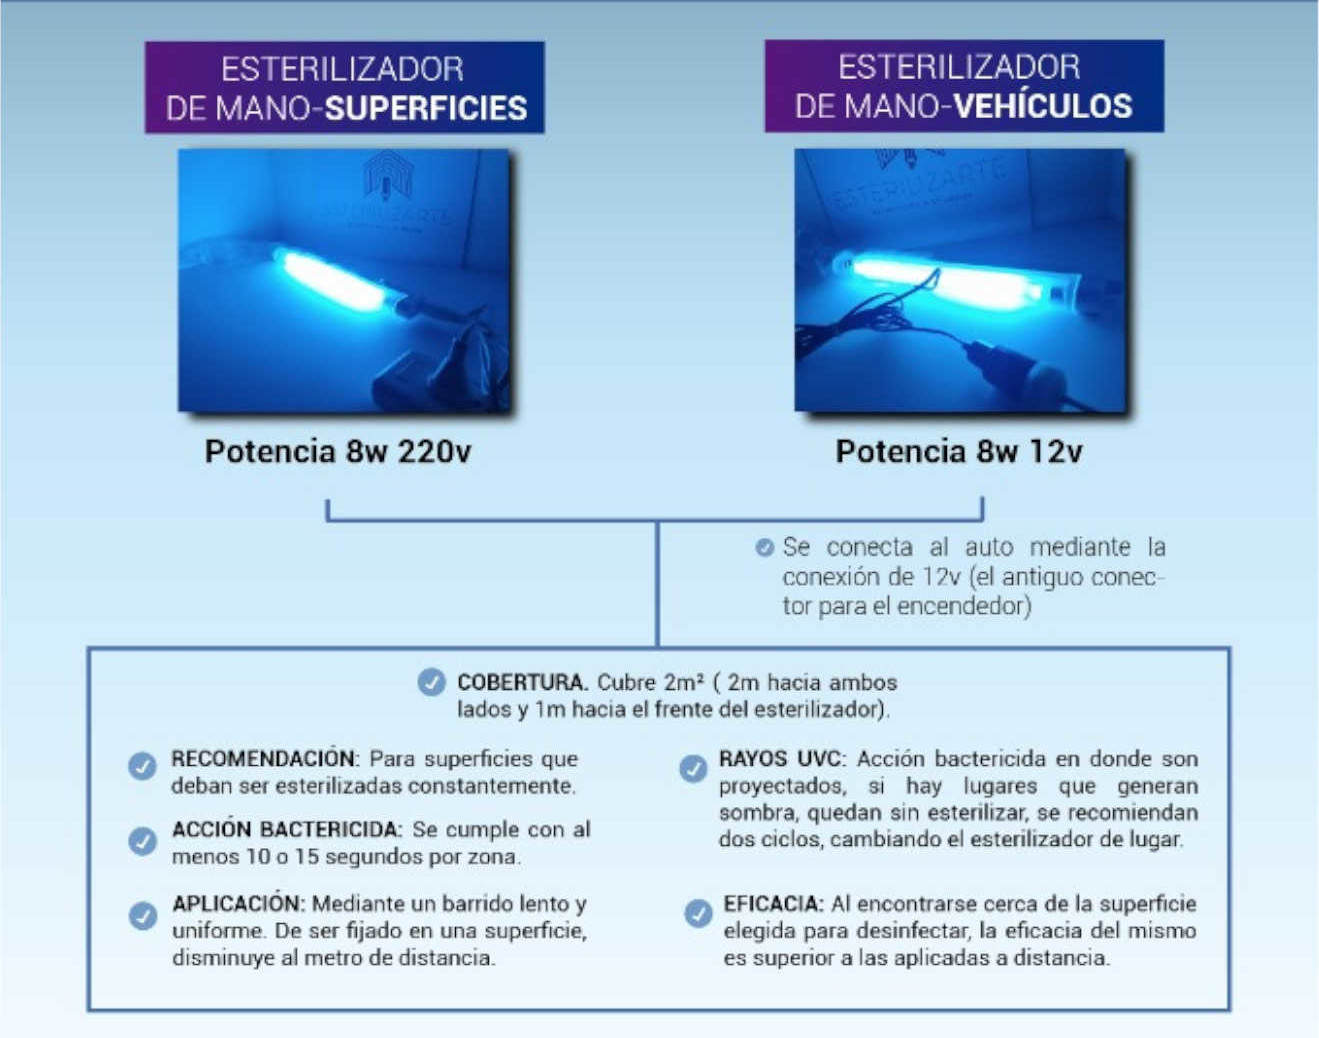 ESTERILIZADOR
DE MANO-SUPERFICIES
ESTERILIZADOR
DE MANO-VEHÍCULOS
ESTERILIZARTE
Potencia 8w 220v
Potencia 8w 12v
Se conecta al auto mediante la
conexión de 12v (el antiguo conec-
tor para el encendedor)
COBERTURA. Cubre 2m² ( 2m hacia ambos
lados y 1m hacia el frente del esterilizador).
RECOMENDACIÓN: Para superficies que
deban ser esterilizadas constantemente.
ACCIÓN BACTERICIDA: Se cumple con al
menos 10 o 15 segundos por zona.
APLICACIÓN: Mediante un barrido lento y
uniforme. De ser fijado en una superficie,
disminuye al metro de distancia.
RAYOS UVC: Acción bactericida en donde son
proyectados, si hay lugares que generan
sombra, quedan sin esterilizar, se recomiendan
dos ciclos, cambiando el esterilizador de lugar.
EFICACIA: Al encontrarse cerca de la superficie
elegida para desinfectar, la eficacia del mismo
es superior a las aplicadas a distancia.